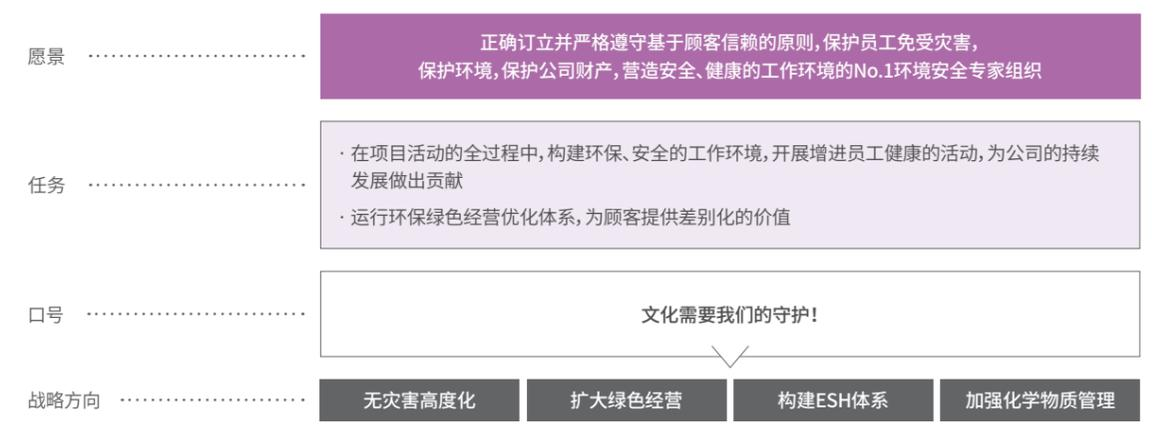 愿景
正确订立并严格遵守基于顾客信赖的原则,保护员工免受灾害,
保护环境,保护公司财产,营造安全、健康的工作环境的No.1环境安全专家组织
任务
· 在项目活动的全过程中,构建环保、安全的工作环境,开展增进员工健康的活动,为公司的持续
发展做出贡献
· 运行环保绿色经营优化体系,为顾客提供差别化的价值
口号
文化需要我们的守护!
战略方向
无灾害高度化
扩大绿色经营
构建ESH体系
加强化学物质管理